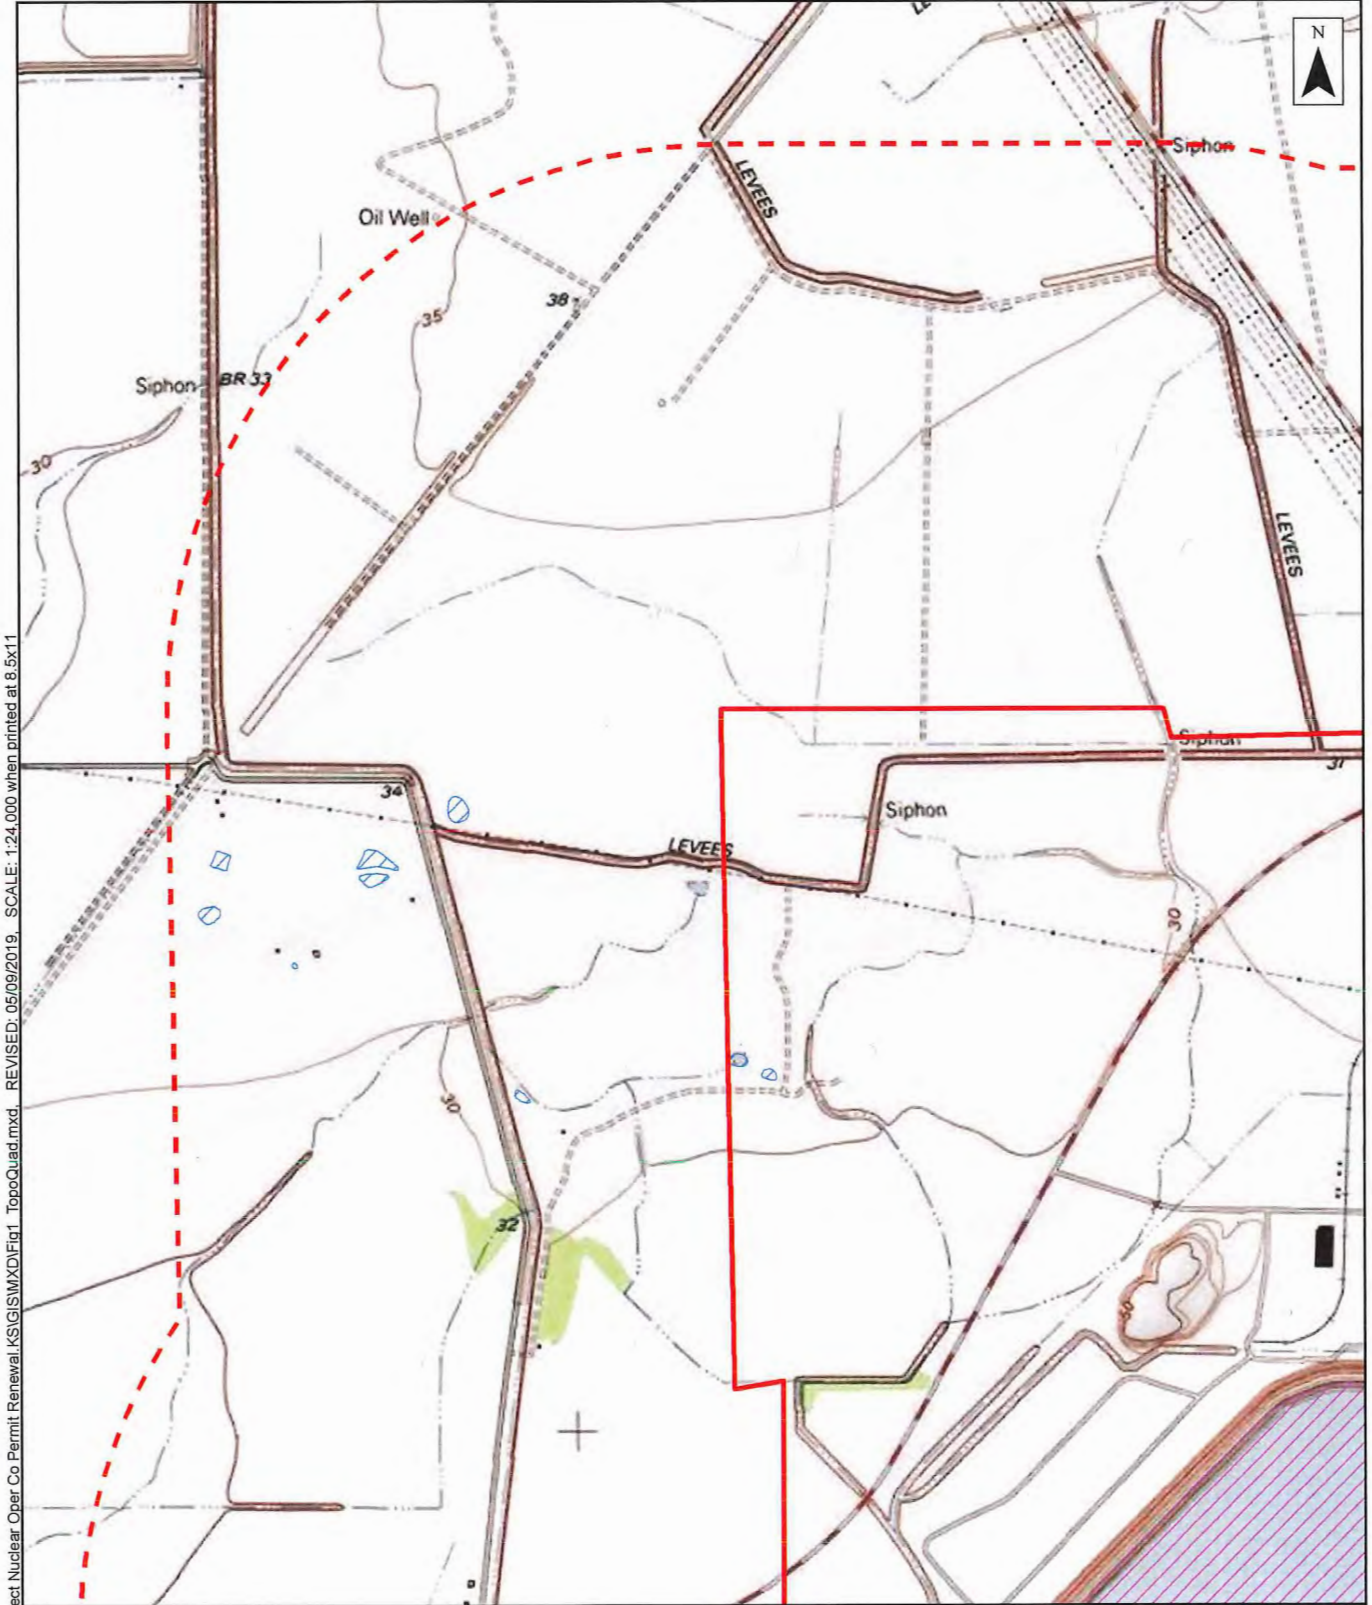 LE
N
Siphon
LEVEES
Oil Well
38
35
Siphon
BR 33
30
LEVEES
Siphon
31
34
Siphon
LEVEES
30
30
32
50
ect Nuclear Oper Co Permit Renewal.KS\GIS\MXD\Fig1_TopoQuad.mxd, REVISED: 05/09/2019, SCALE: 1:24,000 when printed at 8.5x11